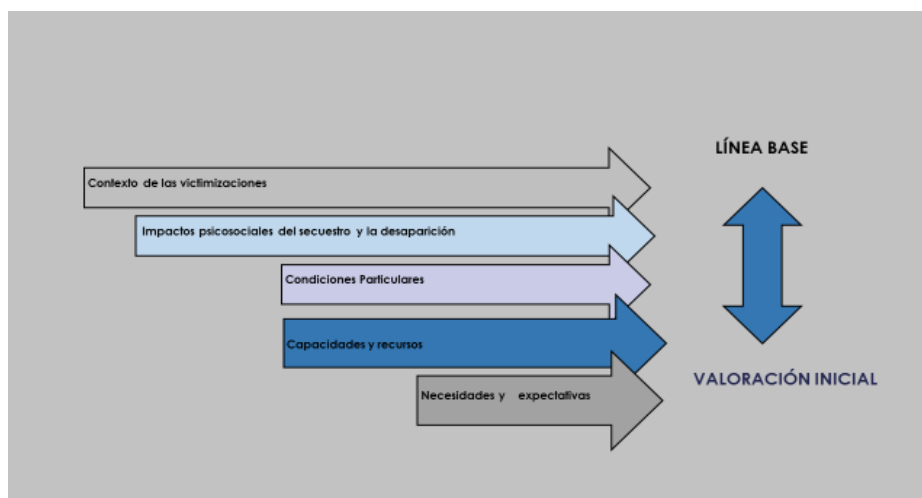 LÍNEA BASE
Contexto de las victimizaciones
Impactos psicosociales del secuestro y la desaparición
Condiciones Particulares
Capacidades y recursos
VALORACIÓN INICIAL
Necesidades y expectativas